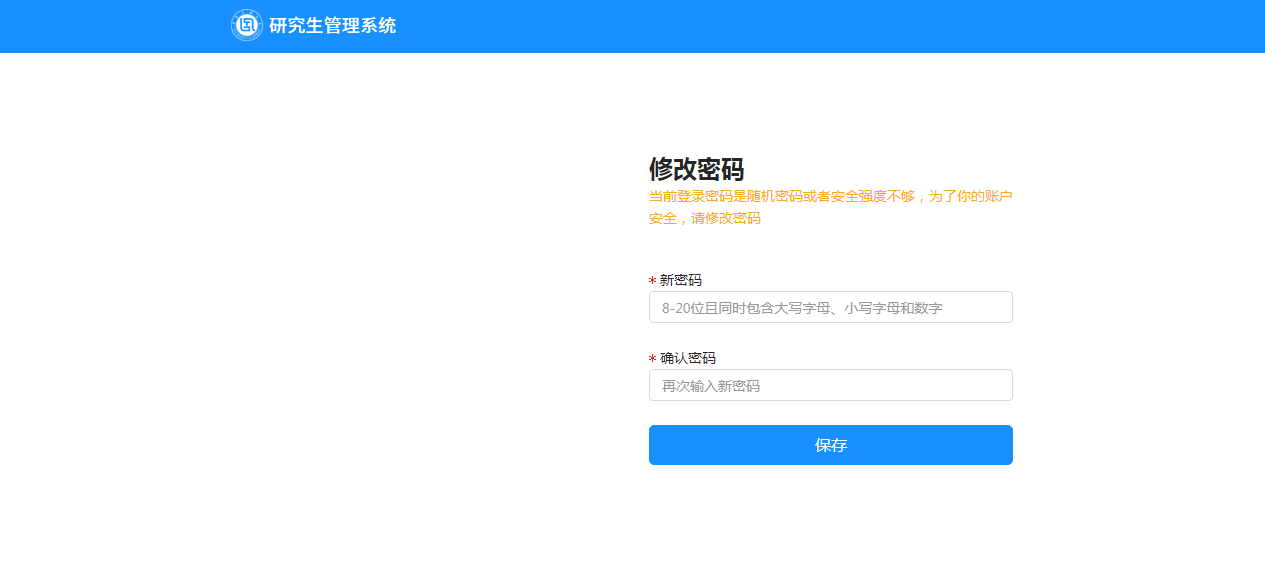 研究生管理系统
修改密码
当前登录密码是随机密码或者安全强度不够，为了你的账户
安全，请修改密码
* 新密码
8-20位且同时包含大写字母、小写字母和数字
* 确认密码
再次输入新密码
保存